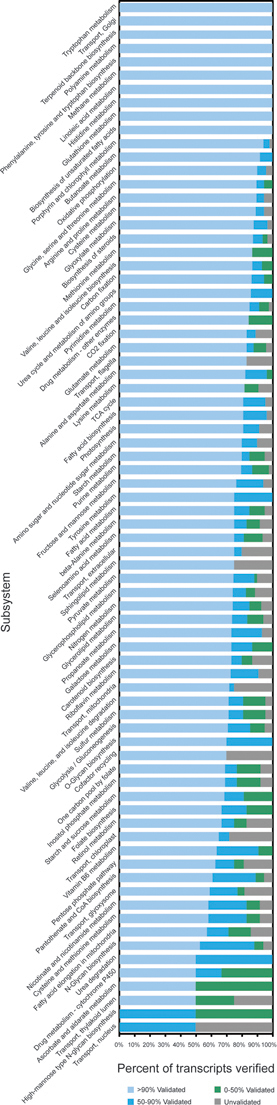 Tryptophan metabolism
Transport, Golgi
Terpenoid backbone biosynthesis
Polyamine metabolism
Phenylalanine, tyrosine and tryptophan biosynthesis
Methane metabolism
Linoleic acid metabolism
Histidine metabolism
Glutathione metabolism
Biosynthesis of unsaturated fatty acids
Porphyrin and chlorophyll metabolism
Butanoate metabolism
Oxidative phosphorylation
Glycine, serine and threonine metabolism
Cysteine metabolism
Arginine and proline metabolism
Glyoxylate metabolism
Biosynthesis of steroids
Methionine metabolism
Valine, leucine and isoleucine biosynthesis
Carbon fixation
Urea cycle and metabolism of amino groups
Pyrimidine metabolism
Drug metabolism - other enzymes
CO2 fixation
Glutamate metabolism
Transport, flagella
Alanine and aspartate metabolism
Lysine metabolism
TCA cycle
Fatty acid biosynthesis
Photosynthesis
Amino sugar and nucleotide sugar metabolism
Starch metabolism
Purine metabolism
Fructose and mannose metabolism
Tyrosine metabolism
Fatty acid metabolism
beta-Alanine metabolism
Selenoamino acid metabolism
Transport, extracellular
Sphingolipid metabolism
Pyruvate metabolism
Glycerophospholipid metabolism
Nitrogen metabolism
Glycerolipid metabolism
Propanoate metabolism
Galactose metabolism
Carotenoid biosynthesis
Riboflavin metabolism
Transport, mitochondria
Valine, leucine, and isoleucine degradation
Sulfur metabolism
Glycolysis / Gluconeogenesis
O-Glycan biosynthesis
Cofactor recycling
One carbon pool by folate
Inositol phosphate metabolism
Starch and sucrose metabolism
Folate biosynthesis
Retinol metabolism
Transport, chloroplast
Vitamin B6 metabolism
Pentose phosphate pathway
Pantothenate and CoA biosynthesis
Transport, glyoxysome
Nicotinate and nicotinamide metabolism
Cysteine and methionine metabolism
Fatty acid elongation in mitochondria
N-Glycan biosynthesis
Urea degradation
Drug metabolism - cytochrome P450
Ascorbate and aldarate metabolism
Transport, thylakoid lumen
High-mannose type N-glycan biosynthesis
Transport, nucleus
Subsystem
0% 10% 20% 30% 40% 50% 60% 70% 80% 90% 100%
Percent of transcripts verified
>90% Validated
0-50% Validated
50-90% Validated
Unvalidated